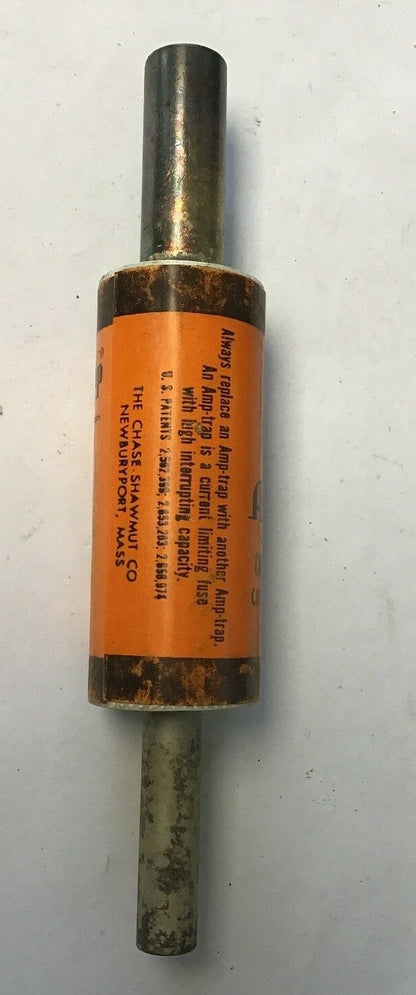 Always replace an Amp-trap with another Amp-trap.
An Amp-trap is a current limiting fuse
with high interrupting capacity.
U. S. PATENTS
THE CHASE-SHAWMUT CO
NEWBURYPORT, MASS